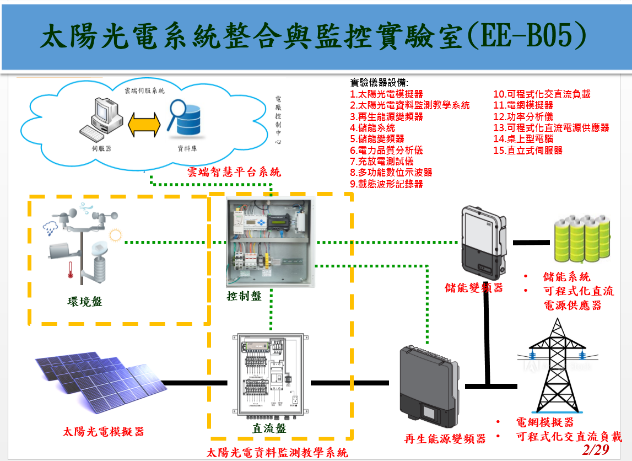 太陽光電系統整合與監控實驗室(EE-B05)
雲端伺服系統
伺服器
資料庫
電腦控制中心
雲端智慧平台系統
實驗儀器設備:
1.太陽光電模擬器
2.太陽光電資料監測教學系統
3.再生能源變頻器
4.儲能系統
5.儲能變頻器
6.電力品質分析儀
7.充放電測試儀
8.多功能數位示波器
9.暫態波形記錄器
10.可程式化交直流負載
11.電網模擬器
12.功率分析儀
13.可程式化直流電源供應器
14.桌上型電腦
15.直立式伺服器
環境盤
控制盤
儲能變頻器
• 儲能系統
• 可程式化直流
電源供應器
太陽光電模擬器
直流盤
太陽光電資料監測教學系統
再生能源變頻器
• 電網模擬器
• 可程式化交直流負載
2/29